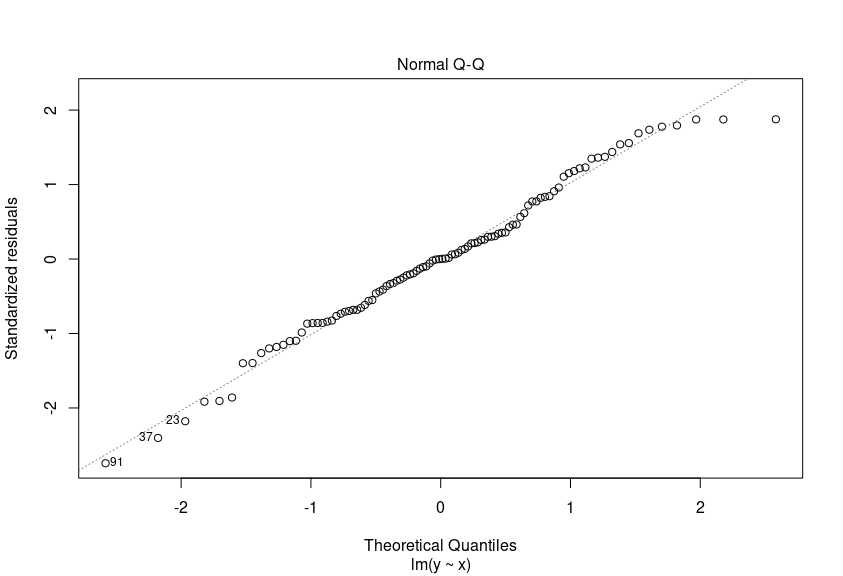 Normal Q-Q
Standardized residuals
2
1
0
-1
-2
23
37
91
-2 -1 0 1 2
Theoretical Quantiles
lm(y ~ x)